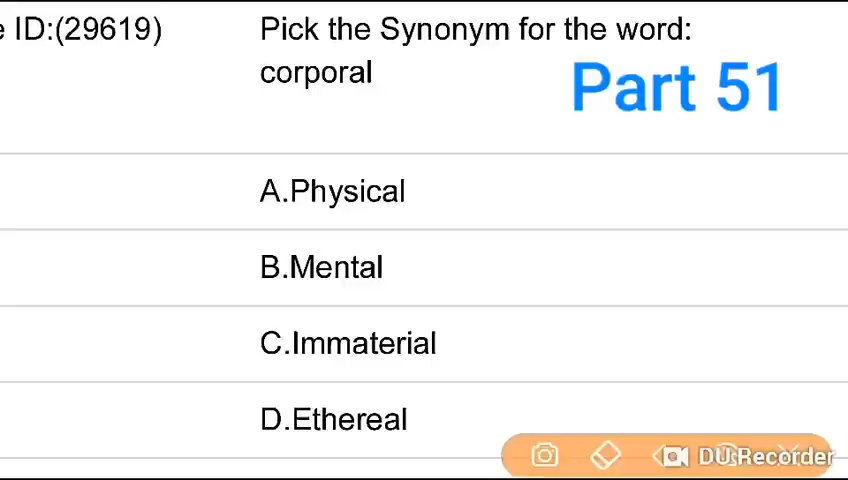 ID:(29619)
Pick the Synonym for the word:
corporal
Part 51
A.Physical
B.Mental
C.Immaterial
D.Ethereal
DU Recorder